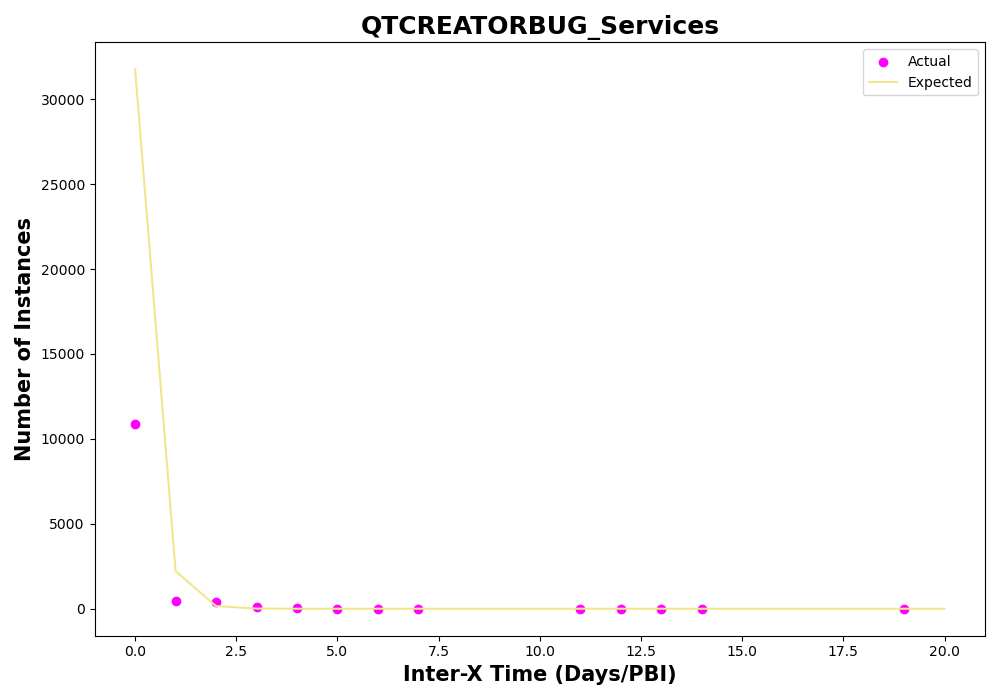 QTCREATORBUG_Services
Actual
Expected
Number of Instances
30000
25000
20000
15000
10000
5000
0
0.0 2.5 5.0 7.5 10.0 12.5 15.0 17.5 20.0
Inter-X Time (Days/PBI)